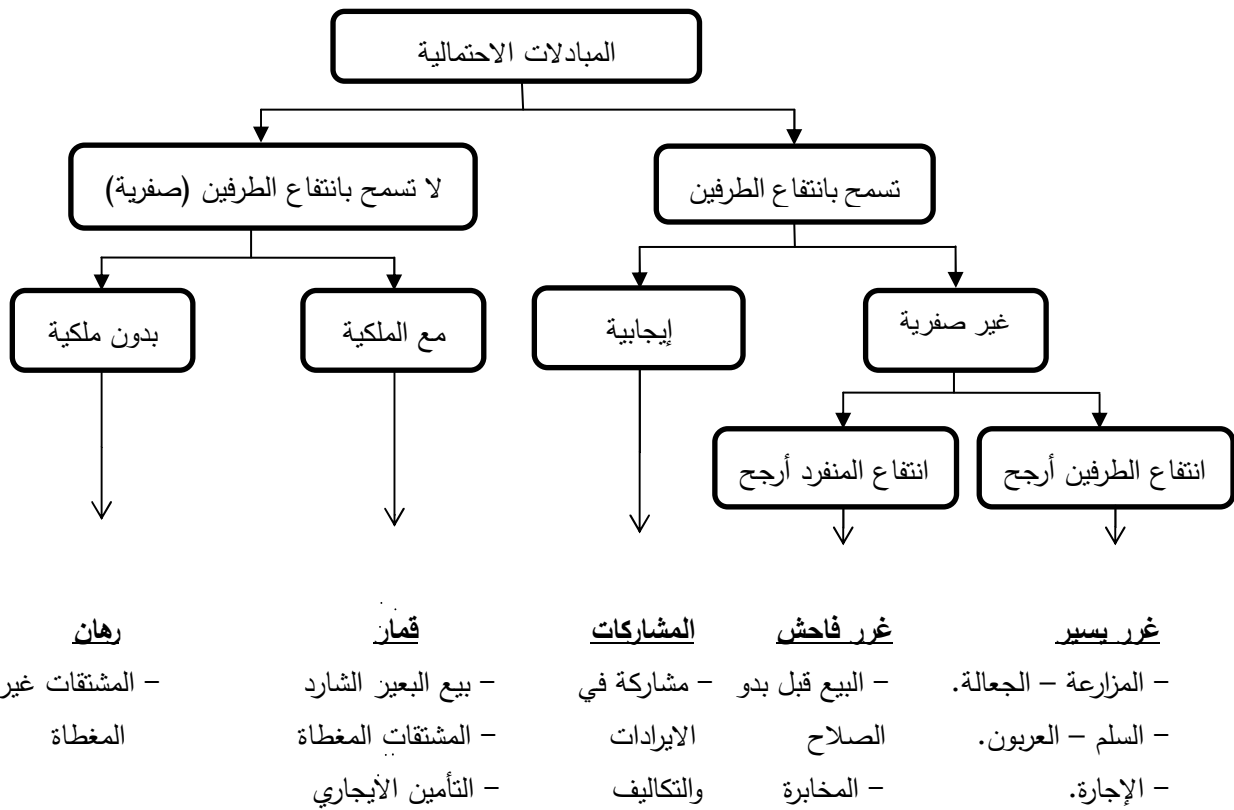 المبادلات الاحتمالية
تسمح بانتفاع الطرفين
لا تسمح بانتفاع الطرفين (صفرية)
غير صفرية
إيجابية
مع الملكية
بدون ملكية
انتفاع الطرفين أرجح
انتفاع المنفرد أرجح
غرر يسير
– المزارعة – الجعالة.
– السلم – العربون.
– الإجارة.
غرر فاحش
– البيع قبل بدو
الصلاح
– المخابرة
المشاركات
– مشاركة في
الايرادات
والتكاليف
قمار
– بيع البعير الشارد
– المشتقات المغطاة
– التأمين الايجاري
رهان
– المشتقات غير
المغطاة